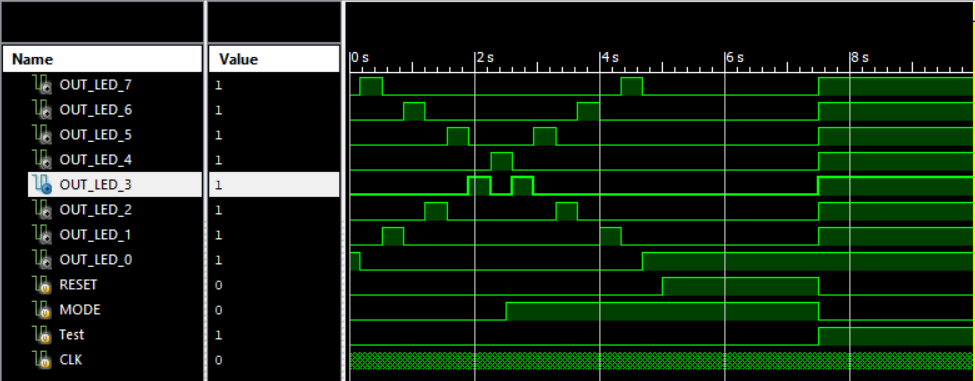 Name Value 0 s 2 s 4 s 6 s 8 s
OUT_LED_7 1
OUT_LED_6 1
OUT_LED_5 1
OUT_LED_4 1
OUT_LED_3 1
OUT_LED_2 1
OUT_LED_1 1
OUT_LED_0 1
RESET 0
MODE 0
Test 1
CLK 0